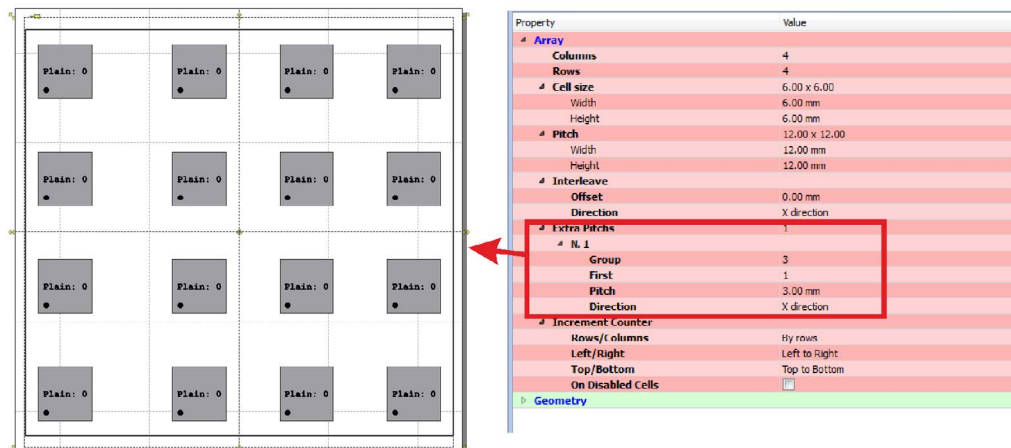 Plain: 0 Plain: 0 Plain: 0 Plain: 0
Plain: 0 Plain: 0 Plain: 0 Plain: 0
Plain: 0 Plain: 0 Plain: 0 Plain: 0
Plain: 0 Plain: 0 Plain: 0 Plain: 0
Property Value
Array
Columns 4
Rows 4
Cell size 6.00 x 6.00
Width 6.00 mm
Height 6.00 mm
Pitch 12.00 x 12.00
Width 12.00 mm
Height 12.00 mm
Interleave
Offset 0.00 mm
Direction X direction
Extra Pitchs 1
N. 1
Group 3
First 1
Pitch 3.00 mm
Direction X direction
Increment Counter
Rows/Columns By rows
Left/Right Left to Right
Top/Bottom Top to Bottom
On Disabled Cells
Geometry